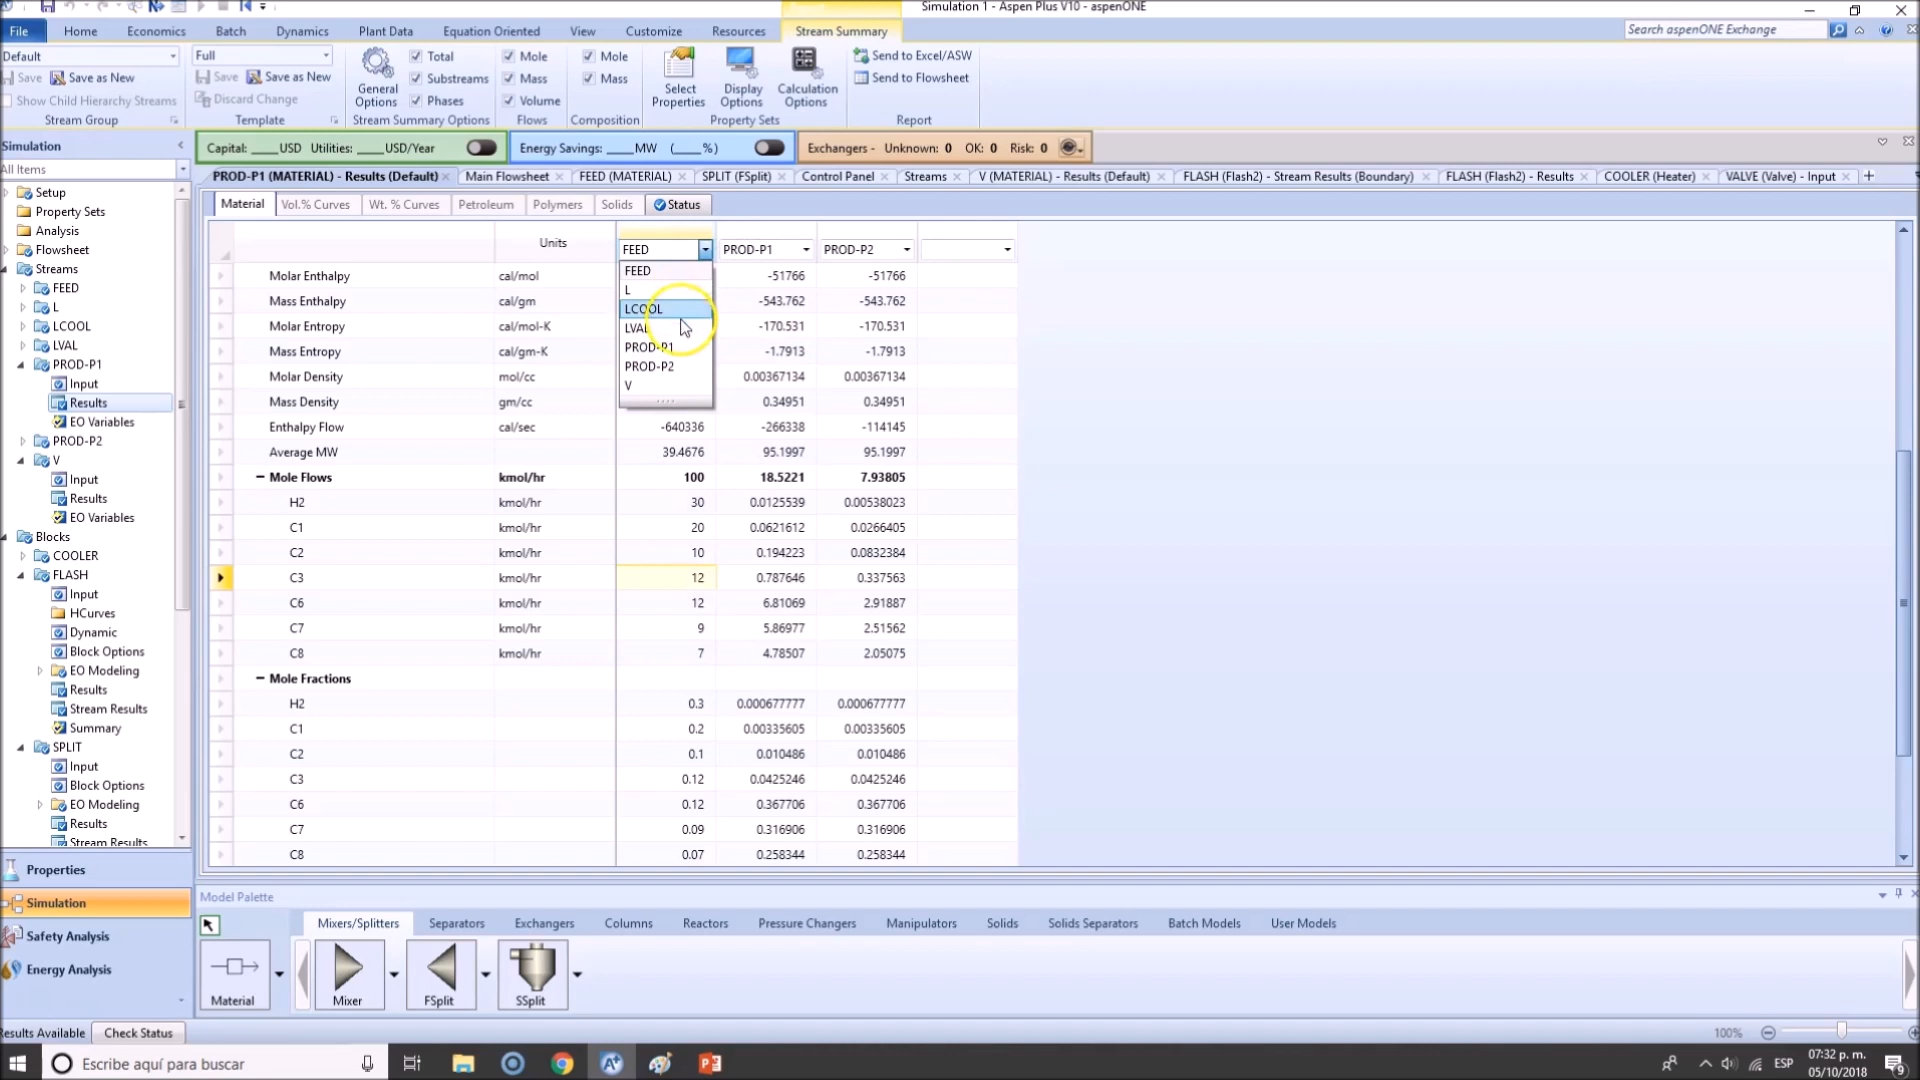 Simulation 1 - Aspen Plus V10 - aspenONE
File Home Economics Batch Dynamics Plant Data Equation Oriented View Customize Resources Stream Summary Search aspenONE Exchange
Default Full Total Mole Mole Send to Excel/ASW
Save Save as New Save Save as New General Options Substreams Mass Mass Select Properties Display Options Calculation Options Send to Flowsheet
Show Child Hierarchy Streams Discard Change Phases Volume
Stream Group Template Stream Summary Options Flows Composition Property Sets Report
Simulation Capital: ____USD Utilities: ____USD/Year Energy Savings: ____MW (____%) Exchangers - Unknown: 0 OK: 0 Risk: 0
All Items PROD-P1 (MATERIAL) - Results (Default) Main Flowsheet FEED (MATERIAL) SPLIT (FSplit) Control Panel Streams V (MATERIAL) - Results (Default) FLASH (Flash2) - Stream Results (Boundary) FLASH (Flash2) - Results COOLER (Heater) VALVE (Valve) - Input
Material Vol.% Curves Wt. % Curves Petroleum Polymers Solids Status
Setup
Property Sets
Analysis
Flowsheet
Streams
FEED
L
LCOOL
LVAL
PROD-P1
Input
Results
EO Variables
PROD-P2
V
Input
Results
EO Variables
Blocks
COOLER
FLASH
Input
HCurves
Dynamic
Block Options
EO Modeling
Results
Stream Results
Summary
SPLIT
Input
Block Options
EO Modeling
Results
Stream Results
Properties
Simulation
Safety Analysis
Energy Analysis
Units FEED PROD-P1 PROD-P2
FEED
L
LCOOL
LVAL
PROD-P1
PROD-P2
V
Molar Enthalpy cal/mol -51766 -51766
Mass Enthalpy cal/gm -543.762 -543.762
Molar Entropy cal/mol-K -170.531 -170.531
Mass Entropy cal/gm-K -1.7913 -1.7913
Molar Density mol/cc 0.00367134 0.00367134
Mass Density gm/cc 0.34951 0.34951
Enthalpy Flow cal/sec -640336 -266338 -114145
Average MW 39.4676 95.1997 95.1997
Mole Flows kmol/hr 100 18.5221 7.93805
H2 kmol/hr 30 0.0125539 0.00538023
C1 kmol/hr 20 0.0621612 0.0266405
C2 kmol/hr 10 0.194223 0.0832384
C3 kmol/hr 12 0.787646 0.337563
C6 kmol/hr 12 6.81069 2.91887
C7 kmol/hr 9 5.86977 2.51562
C8 kmol/hr 7 4.78507 2.05075
Mole Fractions
H2 0.3 0.000677777 0.000677777
C1 0.2 0.00335605 0.00335605
C2 0.1 0.010486 0.010486
C3 0.12 0.0425246 0.0425246
C6 0.12 0.367706 0.367706
C7 0.09 0.316906 0.316906
C8 0.07 0.258344 0.258344
Model Palette
Mixers/Splitters Separators Exchangers Columns Reactors Pressure Changers Manipulators Solids Solids Separators Batch Models User Models
Material Mixer FSplit SSplit
Results Available Check Status 100%
Escribe aquí para buscar ESP 07:32 p. m.
05/10/2018
9